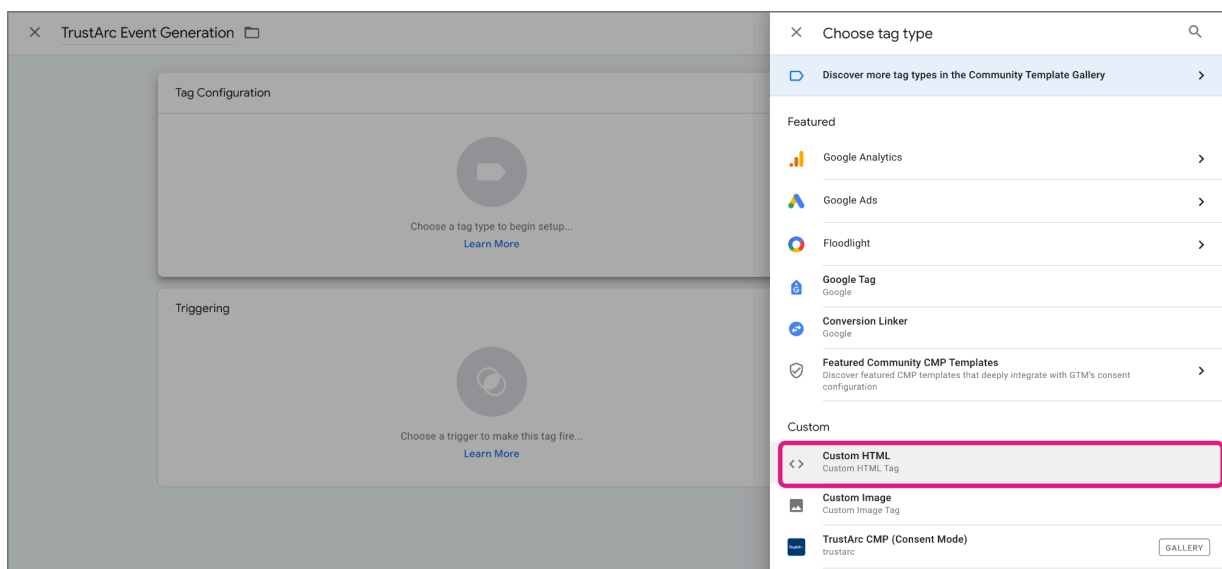 TrustArc Event Generation
Tag Configuration
Choose a tag type to begin setup...
Learn More
Triggering
Choose a trigger to make this tag fire...
Learn More
Choose tag type
Discover more tag types in the Community Template Gallery
Featured
Google Analytics
Google Ads
Floodlight
Google Tag
Google
Conversion Linker
Google
Featured Community CMP Templates
Discover featured CMP templates that deeply integrate with GTM's consent
configuration
Custom
Custom HTML
Custom HTML Tag
Custom Image
Custom Image Tag
TrustArc CMP (Consent Mode)
trustarc
GALLERY